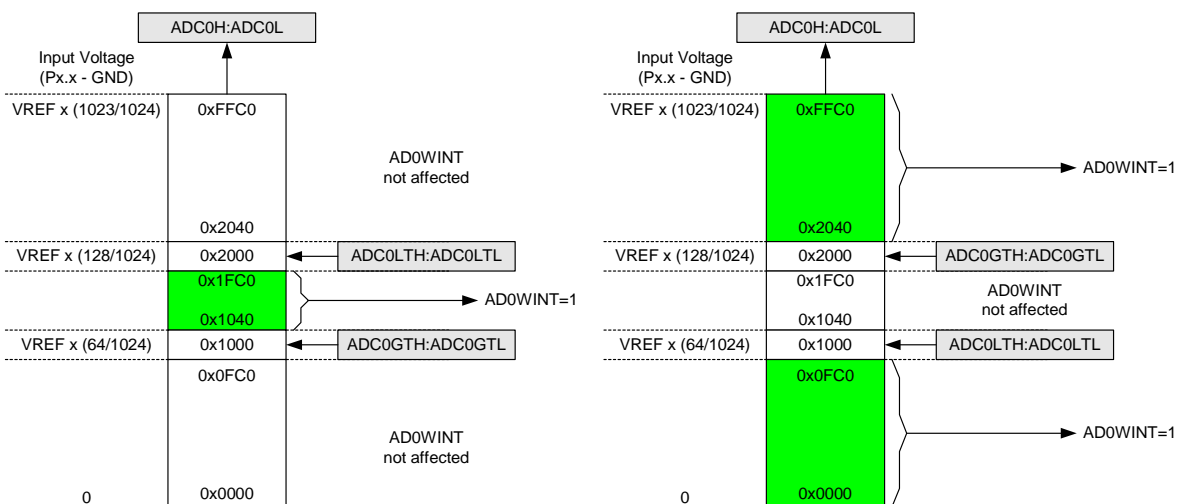 ADC0H:ADC0L
Input Voltage
(Px.x - GND)
VREF x (1023/1024)
0xFFC0
AD0WINT
not affected
0x2040
VREF x (128/1024)
0x2000
ADC0LTH:ADC0LTL
0x1FC0
AD0WINT=1
0x1040
VREF x (64/1024)
0x1000
ADC0GTH:ADC0GTL
0x0FC0
AD0WINT
not affected
0
0x0000
ADC0H:ADC0L
Input Voltage
(Px.x - GND)
VREF x (1023/1024)
0xFFC0
AD0WINT=1
0x2040
VREF x (128/1024)
0x2000
ADC0GTH:ADC0GTL
0x1FC0
AD0WINT
not affected
0x1040
VREF x (64/1024)
0x1000
ADC0LTH:ADC0LTL
0x0FC0
AD0WINT=1
0
0x0000